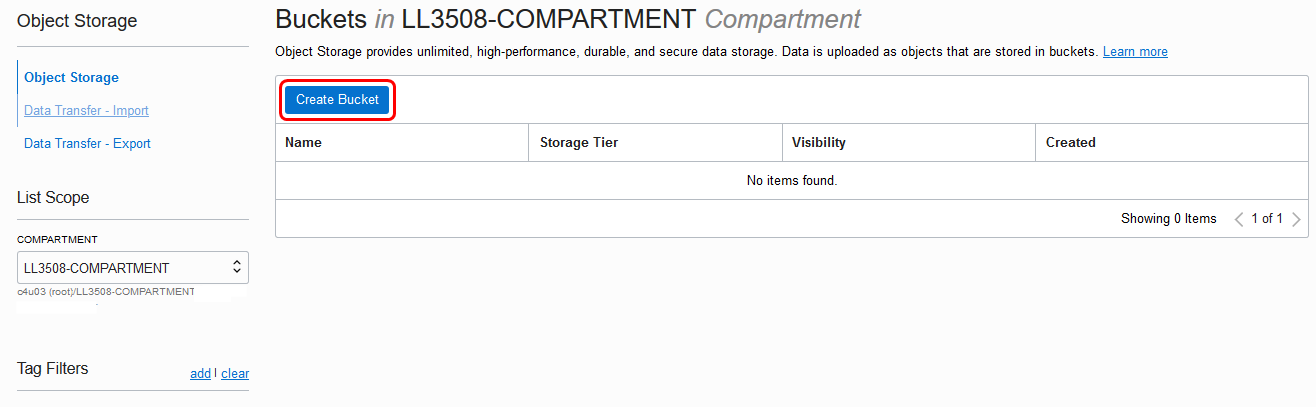 Object Storage
Object Storage
Data Transfer - Import
Data Transfer - Export
List Scope
COMPARTMENT
LL3508-COMPARTMENT
c4u03 (root)/LL3508-COMPARTMENT
Tag Filters add | clear
Buckets in LL3508-COMPARTMENT Compartment
Object Storage provides unlimited, high-performance, durable, and secure data storage. Data is uploaded as objects that are stored in buckets. Learn more
Create Bucket
Name Storage Tier Visibility Created
No items found.
Showing 0 Items < 1 of 1 >